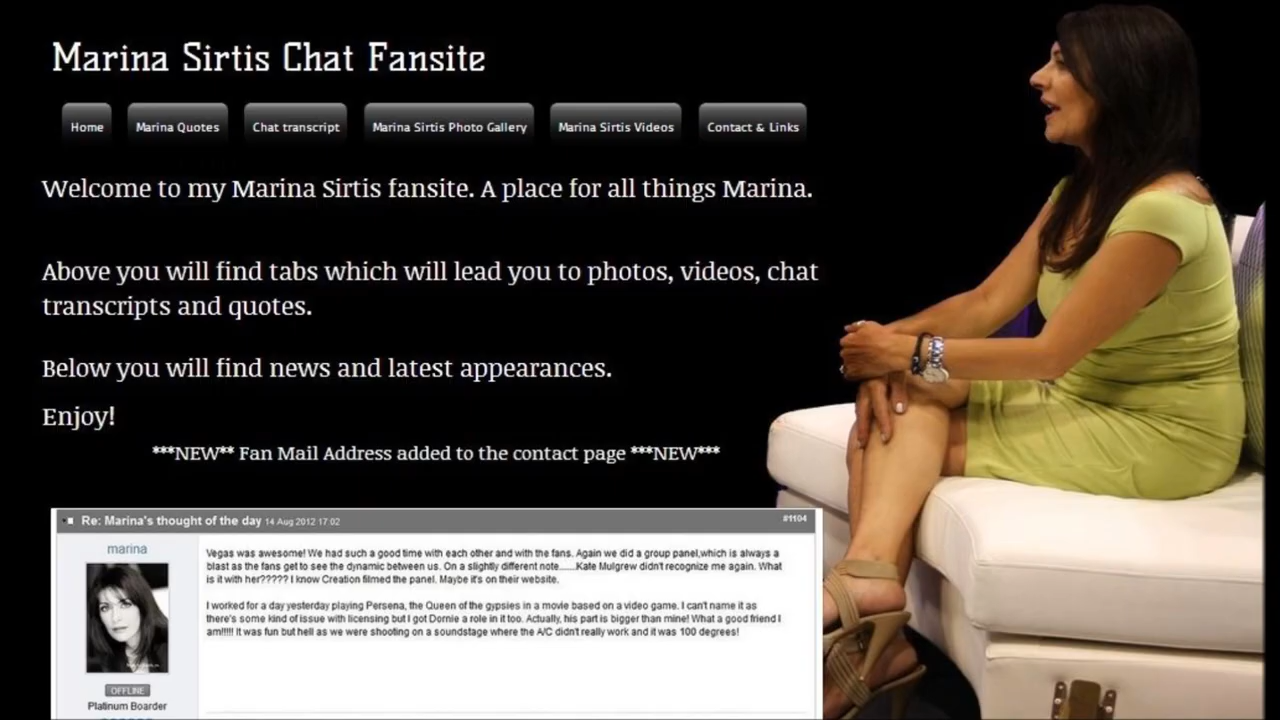 Marina Sirtis Chat Fansite
Home Marina Quotes Chat transcript Marina Sirtis Photo Gallery Marina Sirtis Videos Contact & Links
Welcome to my Marina Sirtis fansite. A place for all things Marina.
Above you will find tabs which will lead you to photos, videos, chat
transcripts and quotes.
Below you will find news and latest appearances.
Enjoy!
***NEW** Fan Mail Address added to the contact page ***NEW***
Re: Marina's thought of the day 14 Aug 2012 17:02 #1104
marina
Vegas was awesome! We had such a good time with each other and with the fans. Again we did a group panel,which is always a
blast as the fans get to see the dynamic between us. On a slightly different note......Kate Mulgrew didn't recognize me again. What
is it with her????? I know Creation filmed the panel. Maybe it's on their website.
I worked for a day yesterday playing Persena, the Queen of the gypsies in a movie based on a video game. I can't name it as
there's some kind of issue with licensing but I got Dornie a role in it too. Actually, his part is bigger than mine! What a good friend I
am!!!!! It was fun but hell as we were shooting on a soundstage where the A/C didn't really work and it was 100 degrees!
OFFLINE
Platinum Boarder